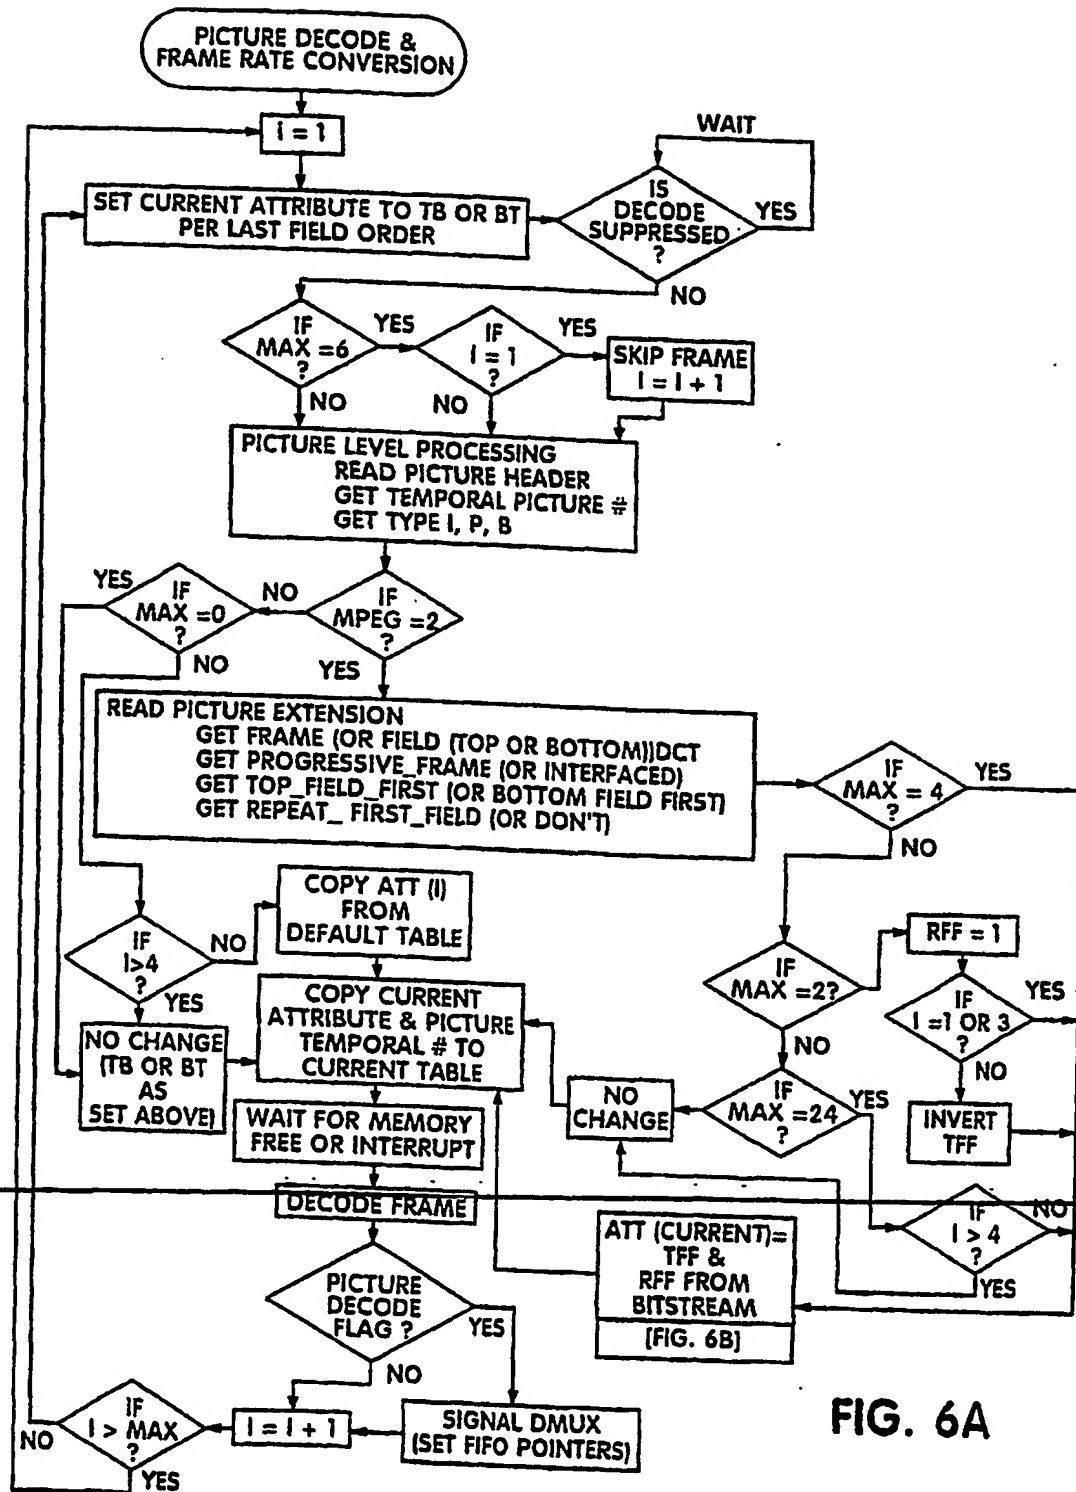 PICTURE DECODE &
FRAME RATE CONVERSION
i = 1
WAIT
SET CURRENT ATTRIBUTE TO TB OR BT
PER LAST FIELD ORDER
IS
DECODE
SUPPRESSED
?
YES
NO
IF
MAX =6
?
YES
NO
IF
I = 1
?
YES
NO
SKIP FRAME
I = I + 1
PICTURE LEVEL PROCESSING
READ PICTURE HEADER
GET TEMPORAL PICTURE #
GET TYPE I, P, B
YES
IF
MAX =0
?
NO
NO
IF
MPEG =2
?
YES
READ PICTURE EXTENSION
GET FRAME (OR FIELD (TOP OR BOTTOM))DCT
GET PROGRESSIVE_FRAME (OR INTERFACED)
GET TOP_FIELD_FIRST (OR BOTTOM FIELD FIRST)
GET REPEAT_ FIRST_FIELD (OR DON'T)
IF
MAX = 4
?
YES
NO
COPY ATT (I)
FROM
DEFAULT TABLE
IF
I>4
?
NO
YES
RFF = 1
IF
MAX =2?
NO
IF
I =1 OR 3
?
YES
NO
COPY CURRENT
ATTRIBUTE & PICTURE
TEMPORAL # TO
CURRENT TABLE
NO CHANGE
(TB OR BT
AS
SET ABOVE)
NO
CHANGE
IF
MAX =24
?
YES
INVERT
TFF
WAIT FOR MEMORY
FREE OR INTERRUPT
DECODE FRAME
IF
I > 4
?
NO
YES
ATT (CURRENT)=
TFF &
RFF FROM
BITSTREAM
[FIG. 6B]
PICTURE
DECODE
FLAG ?
YES
NO
IF
I > MAX
?
NO
YES
I = I + 1
SIGNAL DMUX
(SET FIFO POINTERS)
FIG. 6A